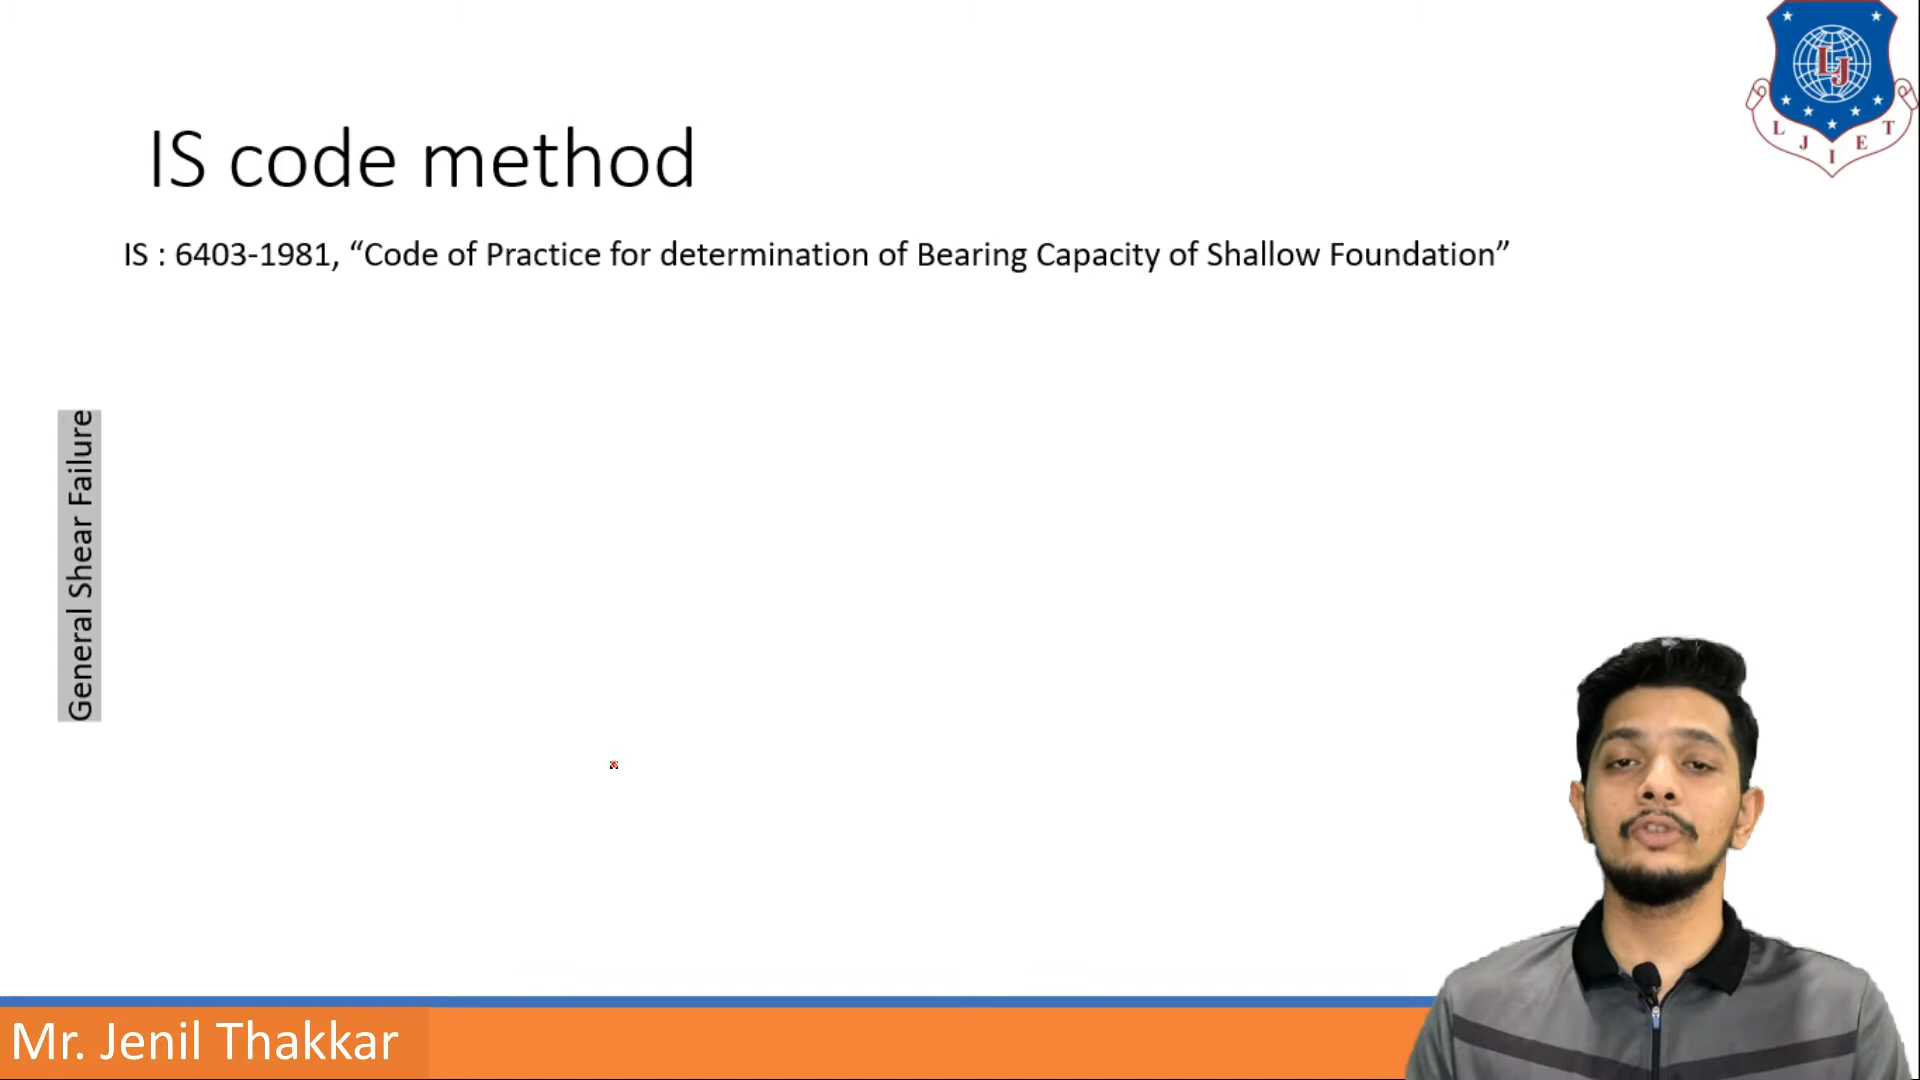 IS code method
IS : 6403-1981, “Code of Practice for determination of Bearing Capacity of Shallow Foundation”
General Shear Failure
Mr. Jenil Thakkar
LJ
L J I E T